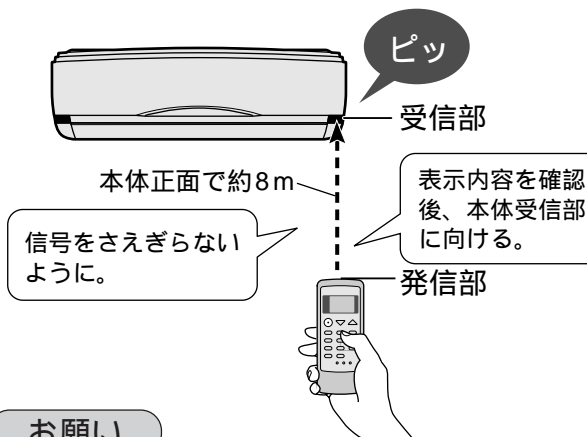 ピッ
受信部
本体正面で約8m
表示内容を確認
後、本体受信部
に向ける。
信号をさえぎらない
ように。
発信部
お願い